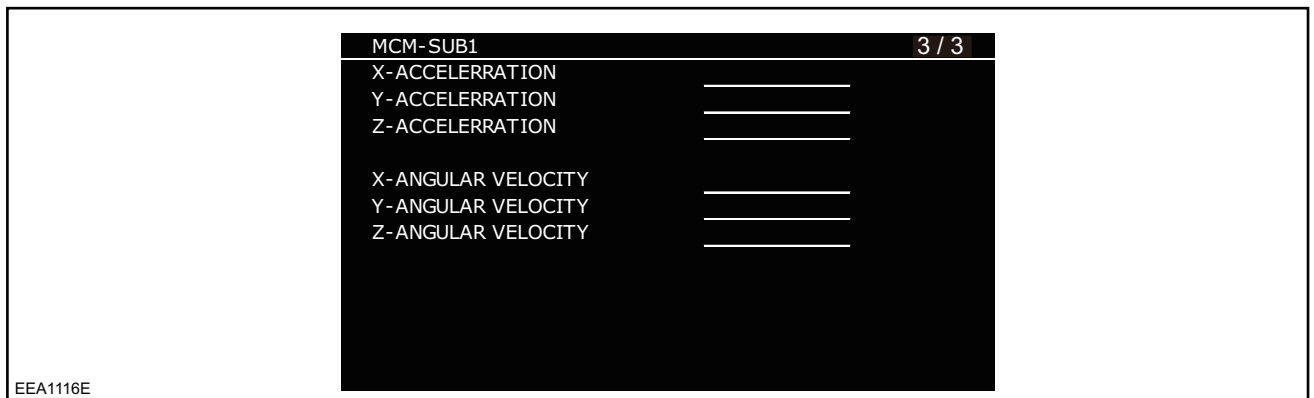 MCM-SUB1 3 / 3
X-ACCELERRATION
Y-ACCELERRATION
Z-ACCELERRATION
X-ANGULAR VELOCITY
Y-ANGULAR VELOCITY
Z-ANGULAR VELOCITY
EEA1116E